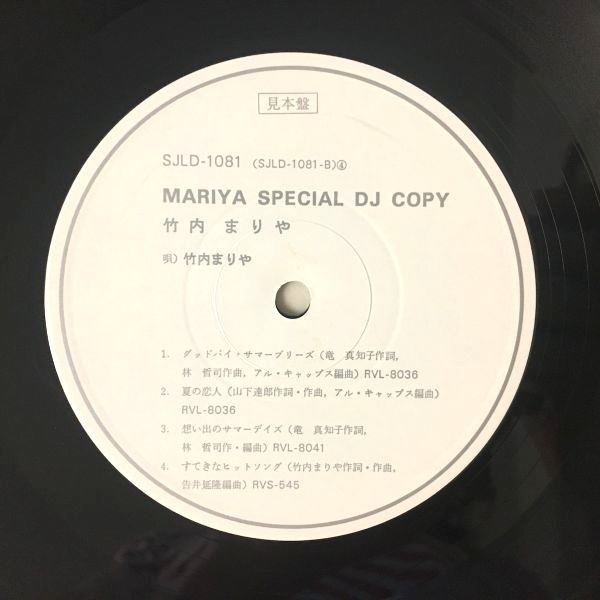 見本盤
SJLD-1081 (SJLD-1081-B)④
MARIYA SPECIAL DJ COPY
竹内 まりや
唄) 竹内まりや
1. グッドバイ・サマーブリーズ (竜 真知子作詞,
林 哲司作曲, アル・キャップス編曲) RVL-8036
2. 夏の恋人 (山下達郎作詞・作曲, アル・キャップス編曲)
RVL-8036
3. 想い出のサマーデイズ (竜 真知子作詞,
林 哲司作・編曲) RVL-8041
4. すてきなヒットソング (竹内まりや作詞・作曲,
告井延隆編曲) RVS-545